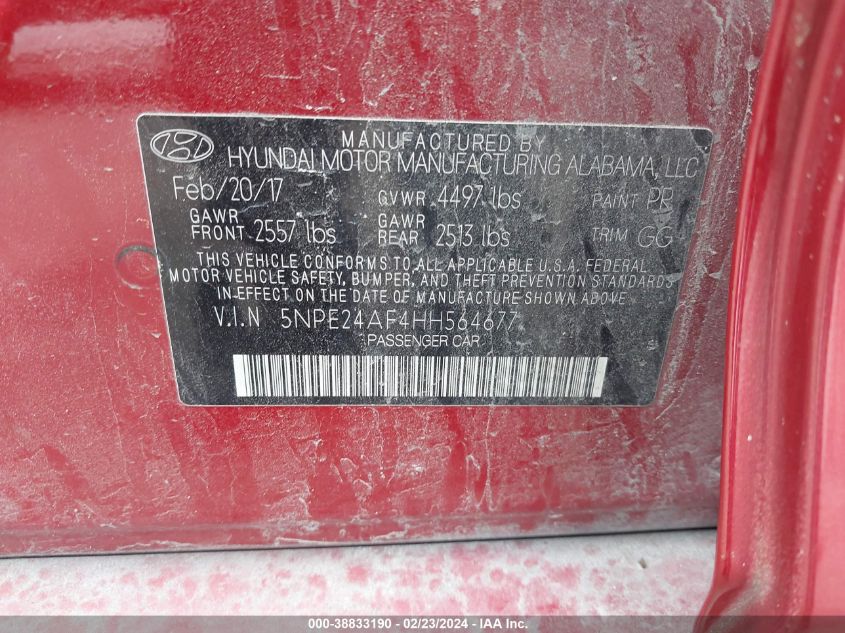 MANUFACTURED BY
HYUNDAI MOTOR MANUFACTURING ALABAMA, LLC
Feb/20/17 GVWR 4497 lbs PAINT PR
GAWR FRONT 2557 lbs GAWR REAR 2513 lbs TRIM GG
THIS VEHICLE CONFORMS TO ALL APPLICABLE U.S.A. FEDERAL
MOTOR VEHICLE SAFETY, BUMPER, AND THEFT PREVENTION STANDARDS
IN EFFECT ON THE DATE OF MANUFACTURE SHOWN ABOVE.
V.I.N 5NPE24AF4HH564677
PASSENGER CAR
000-38833190 - 02/23/2024 - IAA Inc.